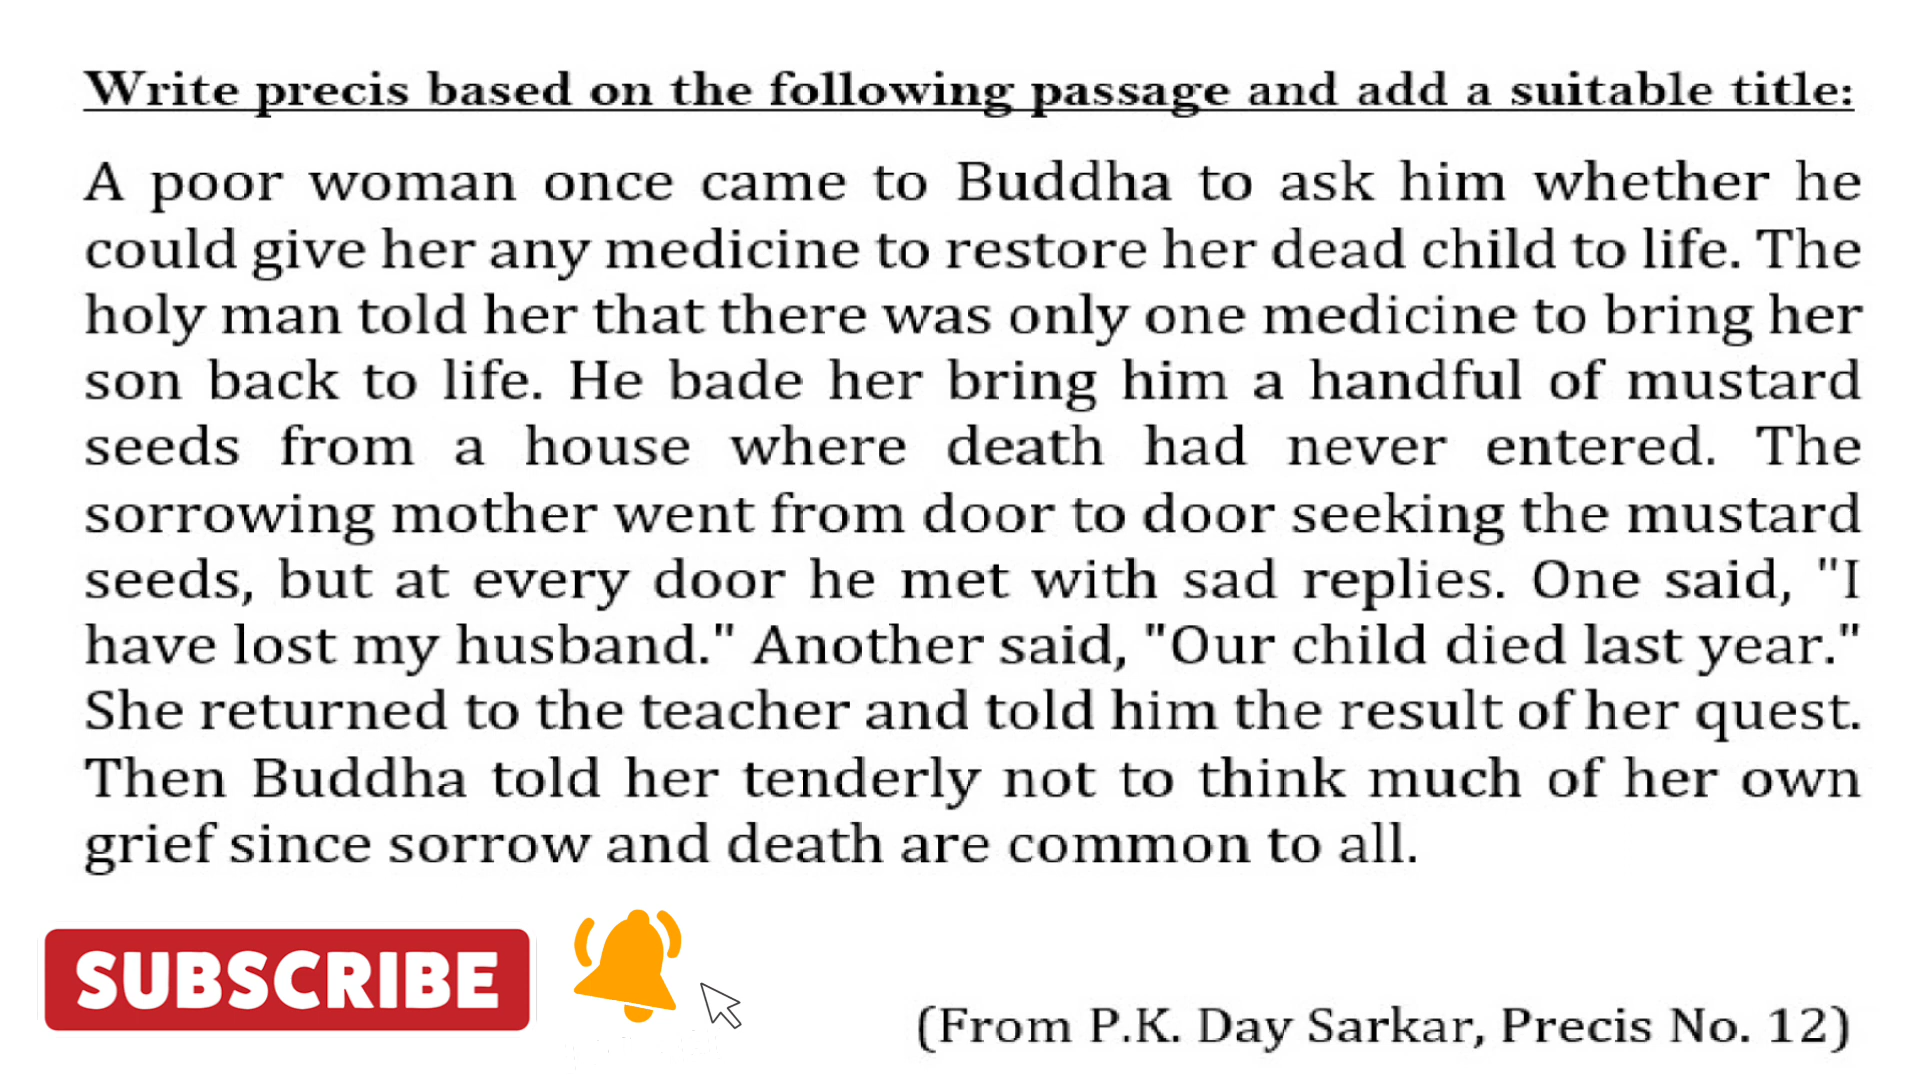 Write precis based on the following passage and add a suitable title:
A poor woman once came to Buddha to ask him whether he
could give her any medicine to restore her dead child to life. The
holy man told her that there was only one medicine to bring her
son back to life. He bade her bring him a handful of mustard
seeds from a house where death had never entered. The
sorrowing mother went from door to door seeking the mustard
seeds, but at every door he met with sad replies. One said, "I
have lost my husband." Another said, "Our child died last year."
She returned to the teacher and told him the result of her quest.
Then Buddha told her tenderly not to think much of her own
grief since sorrow and death are common to all.
SUBSCRIBE
(From P.K. Day Sarkar, Precis No. 12)